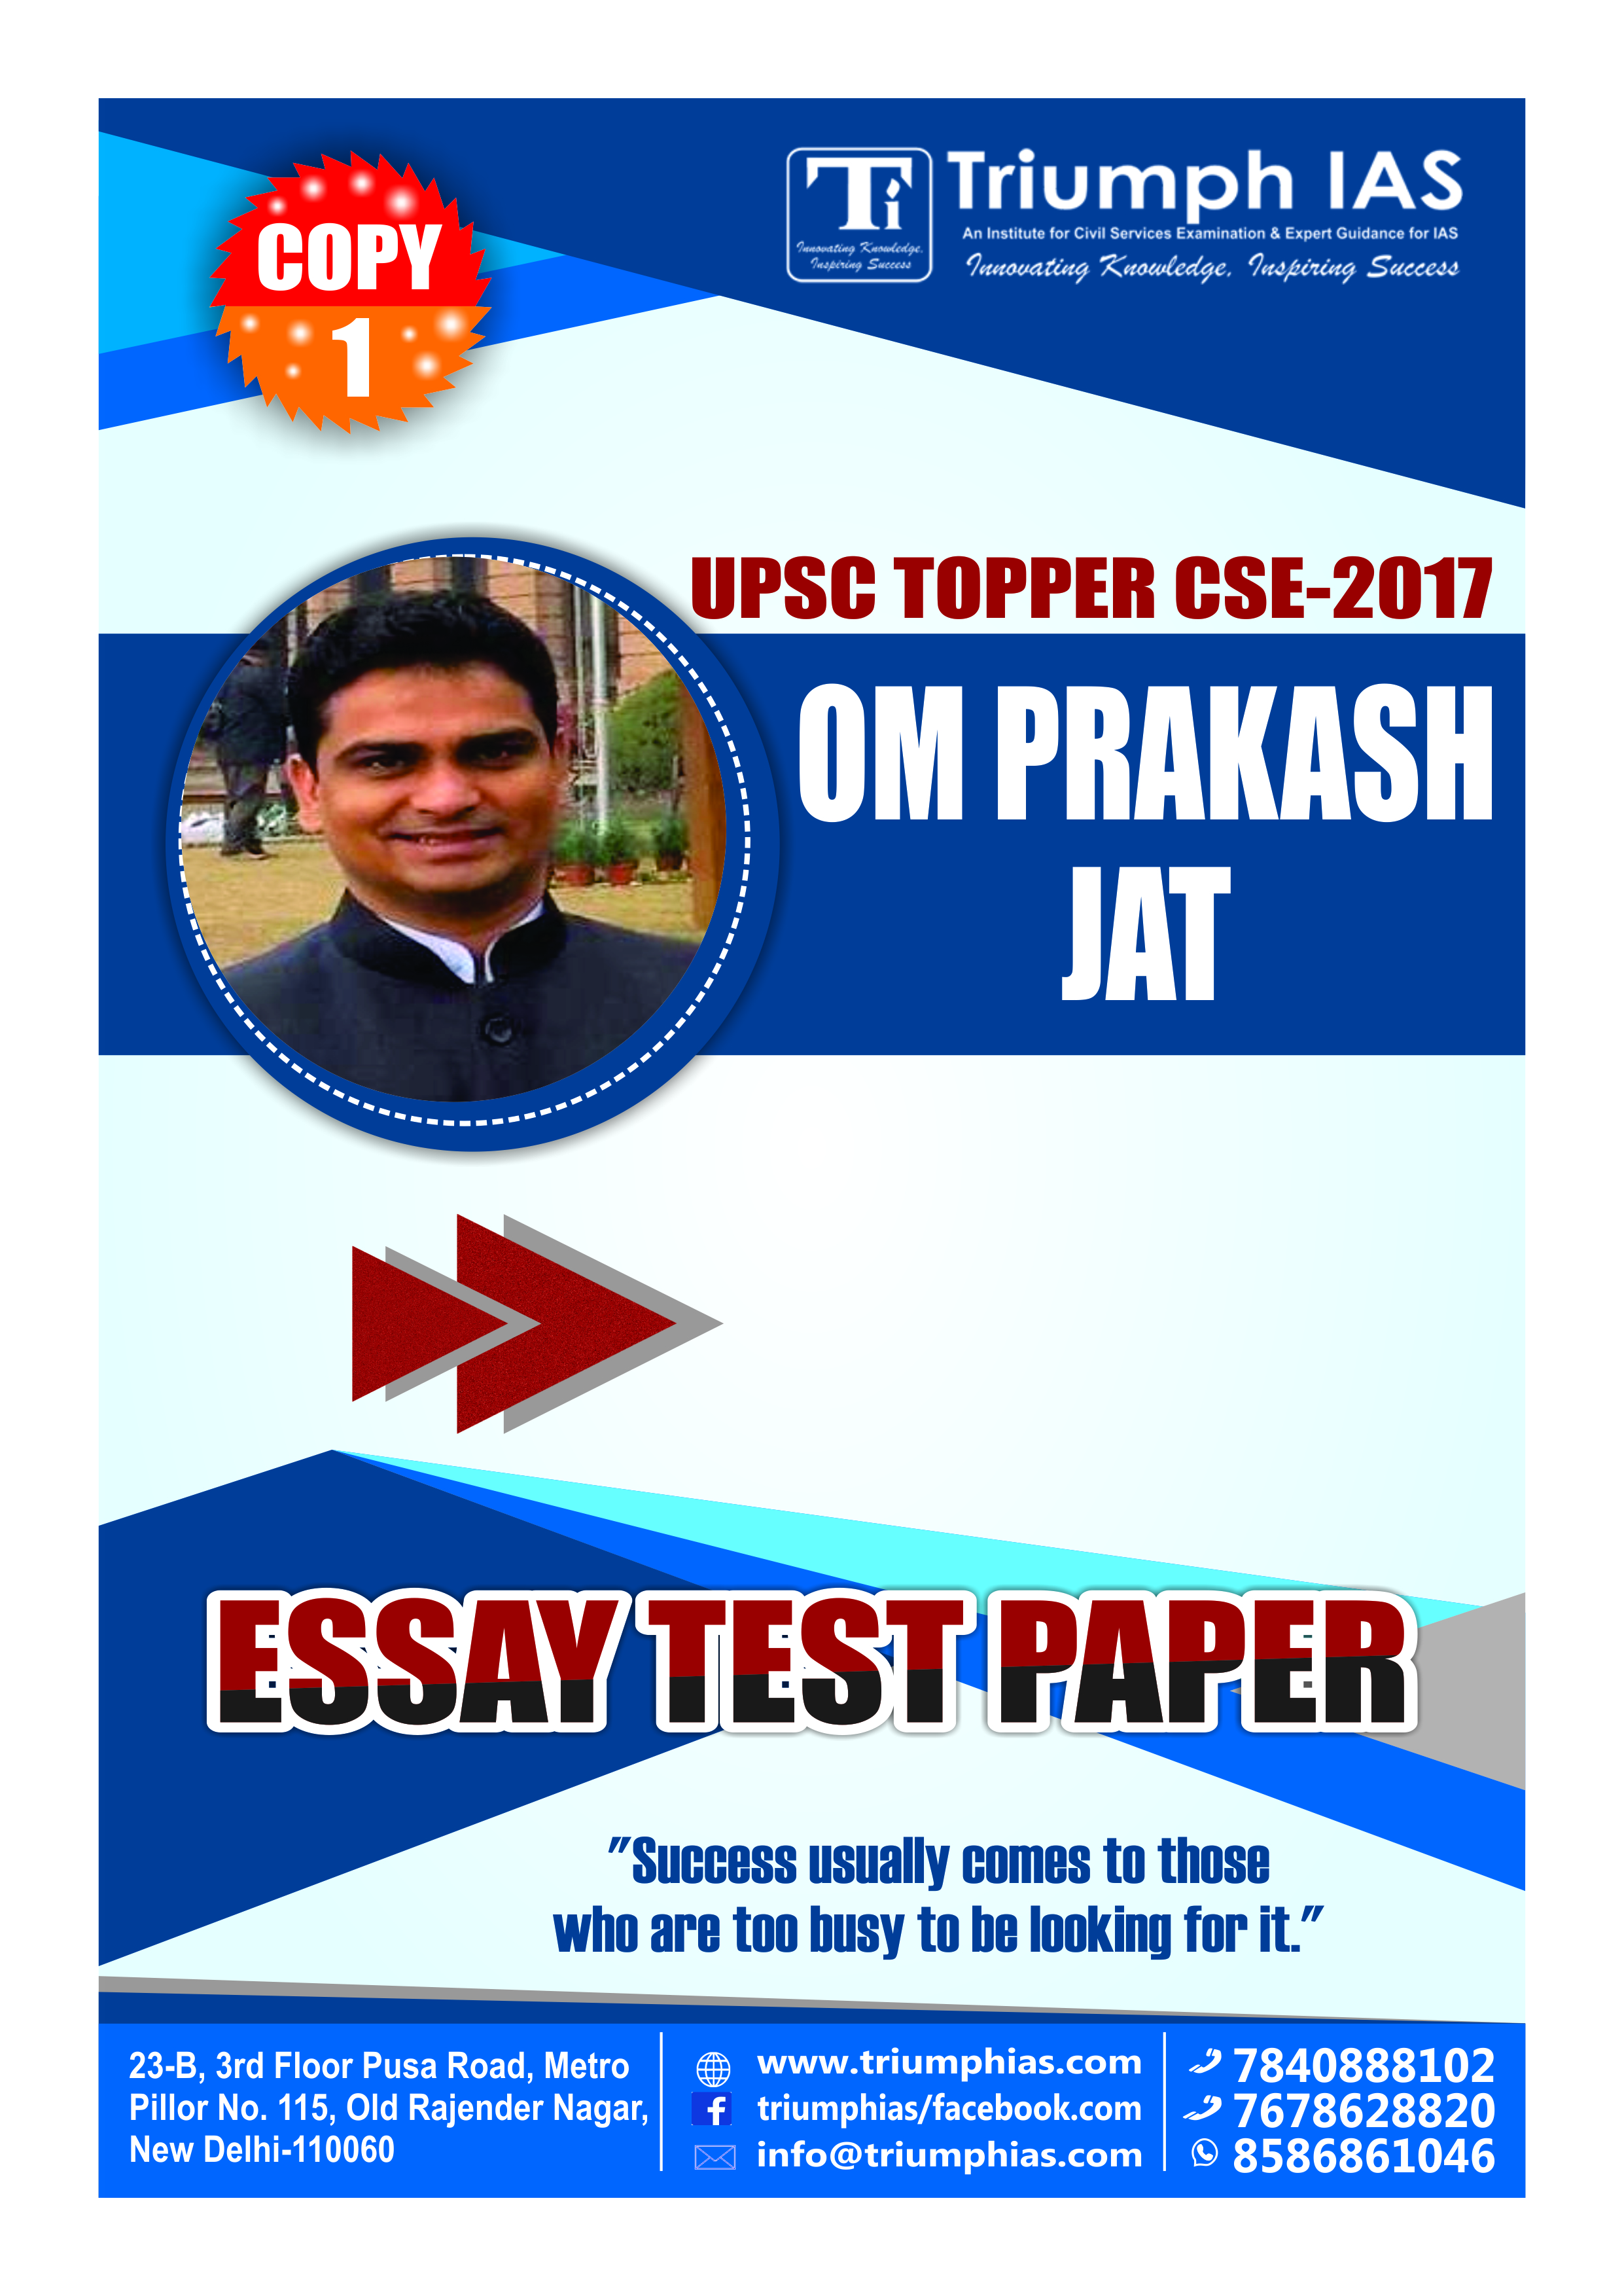 COPY
1
Ti
Innovating Knowledge,
Inspiring Success
Triumph IAS
An Institute for Civil Services Examination & Expert Guidance for IAS
Innovating Knowledge, Inspiring Success
UPSC TOPPER CSE-2017
OM PRAKASH
JAT
ESSAY TEST PAPER
"Success usually comes to those
who are too busy to be looking for it."
23-B, 3rd Floor Pusa Road, Metro
Pillor No. 115, Old Rajender Nagar,
New Delhi-110060
www.triumphias.com
triumphias/facebook.com
info@triumphias.com
7840888102
7678628820
8586861046